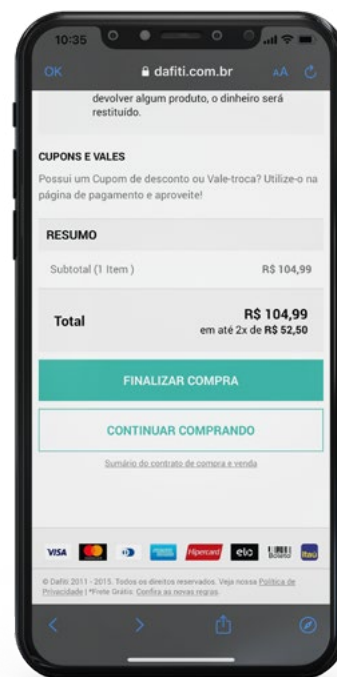 10:35
OK
dafiti.com.br
AA
devolver algum produto, o dinheiro será
restituído.
CUPONS E VALES
Possui um Cupom de desconto ou Vale-troca? Utilize-o na
página de pagamento e aproveite!
RESUMO
Subtotal (1 Item ) R$ 104,99
Total R$ 104,99
em até 2x de R$ 52,50
FINALIZAR COMPRA
CONTINUAR COMPRANDO
Sumário do contrato de compra e venda
VISA Hipercard elo Boleto Itaú
© Dafiti 2011 - 2015. Todos os direitos reservados. Veja nossa Política de
Privacidade | *Frete Grátis: Confira as novas regras.